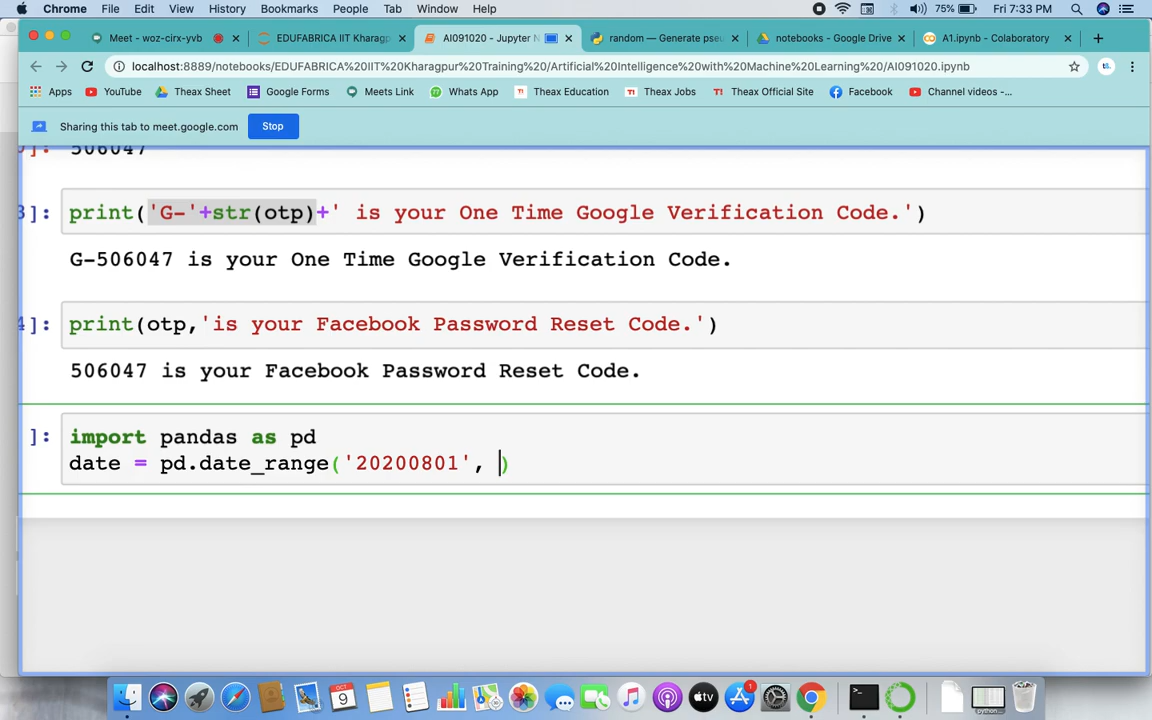 Chrome File Edit View History Bookmarks People Tab Window Help 75% Fri 7:33 PM
Meet - woz-cirx-yvb EDUFABRICA IIT Kharagp AI091020 - Jupyter N random — Generate pseu notebooks - Google Drive A1.ipynb - Colaboratory
localhost:8889/notebooks/EDUFABRICA%20IIT%20Kharagpur%20Training%20/Artificial%20Intelligence%20with%20Machine%20Learning%20/AI091020.ipynb
Apps YouTube Theax Sheet Google Forms Meets Link Whats App Theax Education Theax Jobs Theax Official Site Facebook Channel videos -...
Sharing this tab to meet.google.com Stop
]: 506047
3]: print('G-'+str(otp)+' is your One Time Google Verification Code.')
G-506047 is your One Time Google Verification Code.
4]: print(otp,'is your Facebook Password Reset Code.')
506047 is your Facebook Password Reset Code.
]: import pandas as pd
date = pd.date_range('20200801', )
OCT
9
tv
1